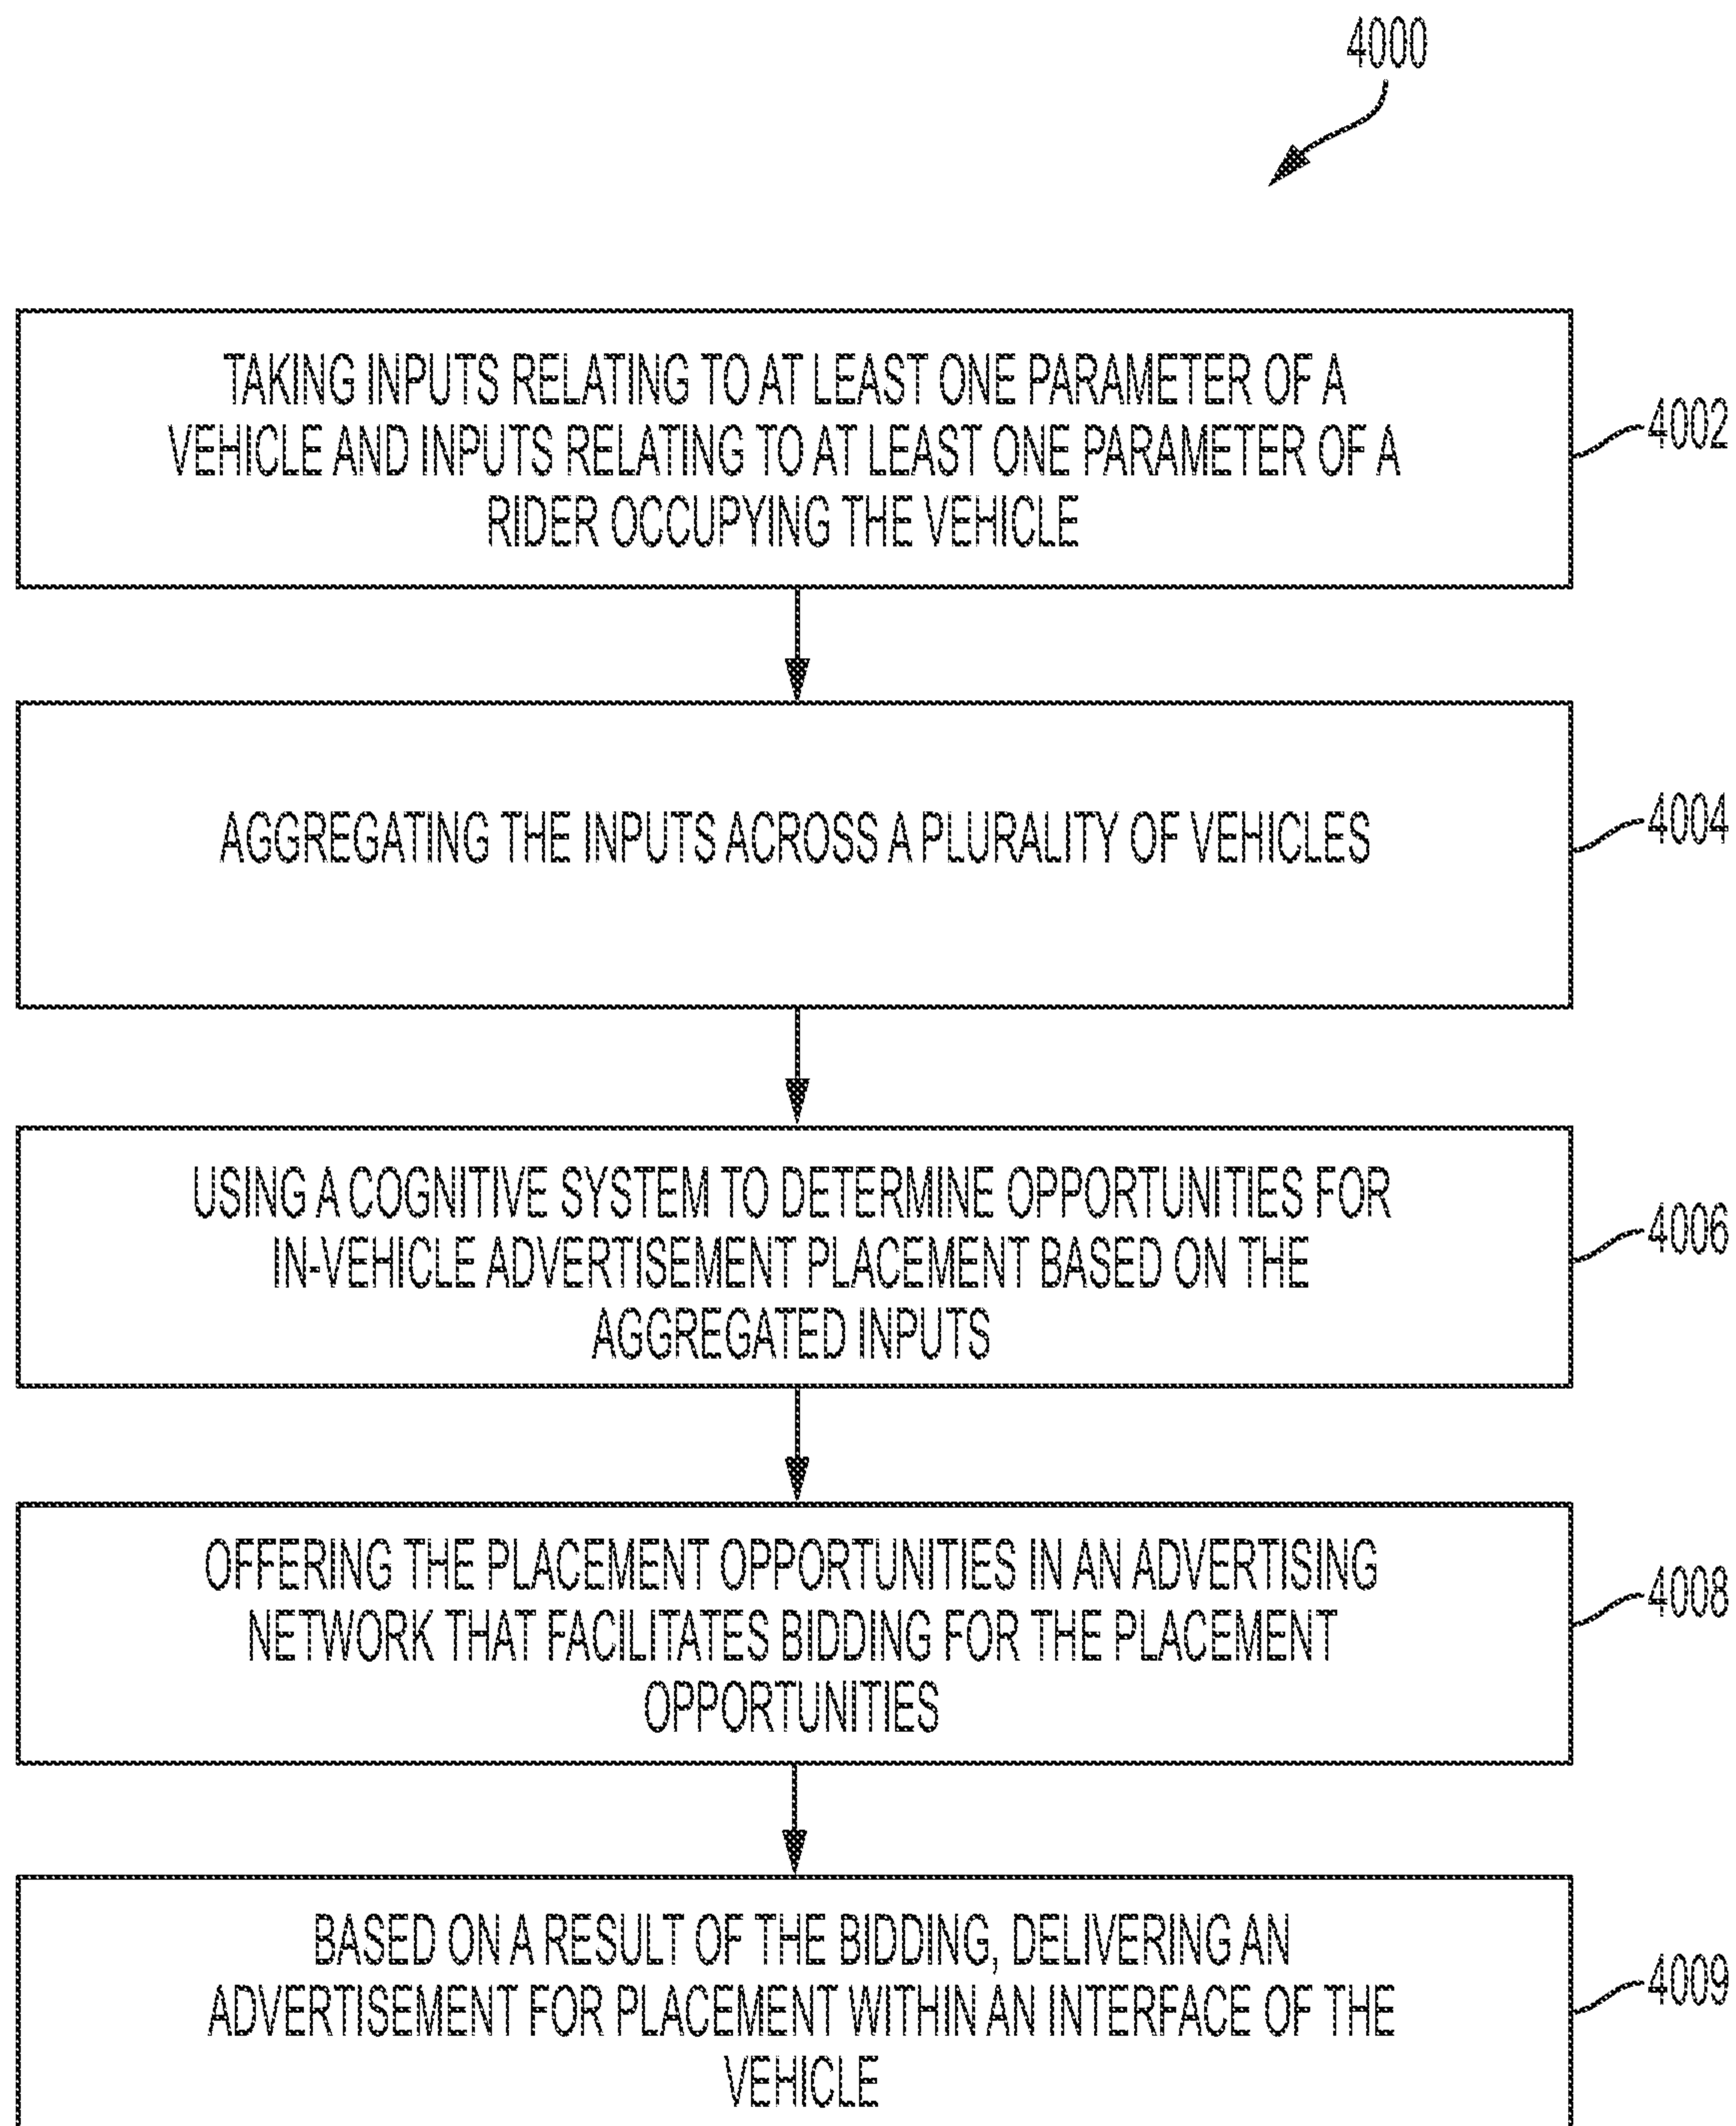 4000
TAKING INPUTS RELATING TO AT LEAST ONE PARAMETER OF A
VEHICLE AND INPUTS RELATING TO AT LEAST ONE PARAMETER OF A
RIDER OCCUPYING THE VEHICLE
4002
AGGREGATING THE INPUTS ACROSS A PLURALITY OF VEHICLES
4004
USING A COGNITIVE SYSTEM TO DETERMINE OPPORTUNITIES FOR
IN-VEHICLE ADVERTISEMENT PLACEMENT BASED ON THE
AGGREGATED INPUTS
4006
OFFERING THE PLACEMENT OPPORTUNITIES IN AN ADVERTISING
NETWORK THAT FACILITATES BIDDING FOR THE PLACEMENT
OPPORTUNITIES
4008
BASED ON A RESULT OF THE BIDDING, DELIVERING AN
ADVERTISEMENT FOR PLACEMENT WITHIN AN INTERFACE OF THE
VEHICLE
4009